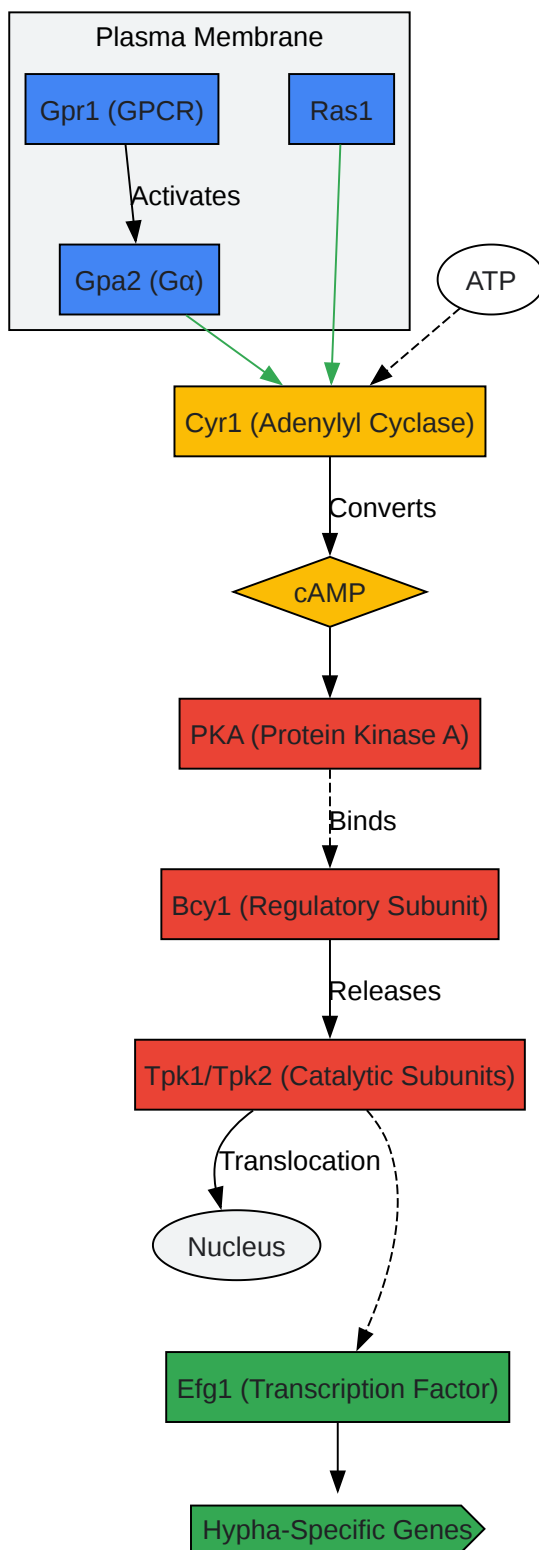 Plasma Membrane
Gpr1 (GPCR)
Ras1
Activates
Gpa2 (Gα)
ATP
Cyr1 (Adenylyl Cyclase)
Converts
cAMP
PKA (Protein Kinase A)
Binds
Bcy1 (Regulatory Subunit)
Releases
Tpk1/Tpk2 (Catalytic Subunits)
Translocation
Nucleus
Efg1 (Transcription Factor)
Hypha-Specific Genes